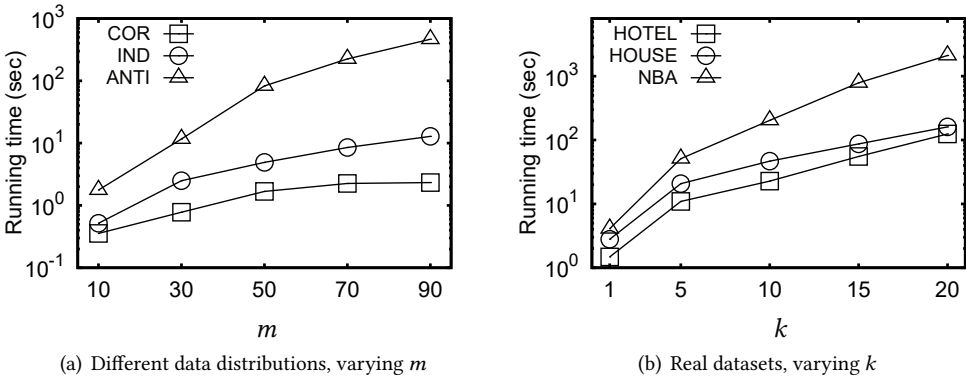 10³
10²
10¹
10⁰
10⁻¹
Running time (sec)
COR
IND
ANTI
10 30 50 70 90
m
(a) Different data distributions, varying m
10³
10²
10¹
10⁰
Running time (sec)
HOTEL
HOUSE
NBA
1 5 10 15 20
k
(b) Real datasets, varying k